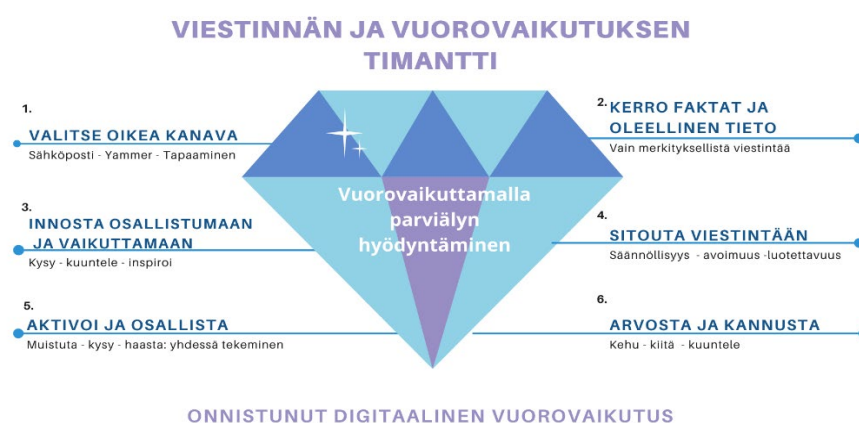 VIESTINNÄN JA VUOROVAIKUTUKSEN
TIMANTTI
1.
VALITSE OIKEA KANAVA
Sähköposti - Yammer - Tapaaminen
2.
KERRO FAKTAT JA
OLEELLINEN TIETO
Vain merkityksellistä viestintää
Vuorovaikuttamalla
parviälyn
hyödyntäminen
3.
INNOSTA OSALLISTUMAAN
JA VAIKUTTAMAAN
Kysy - kuuntele - inspiroi
4.
SITOUTA VIESTINTÄÄN
Säännöllisyys - avoimuus -luotettavuus
5.
AKTIVOI JA OSALLISTA
Muistuta - kysy - haasta: yhdessä tekeminen
6.
ARVOSTA JA KANNUSTA
Kehu - kiitä - kuuntele
ONNISTUNUT DIGITAALINEN VUOROVAIKUTUS